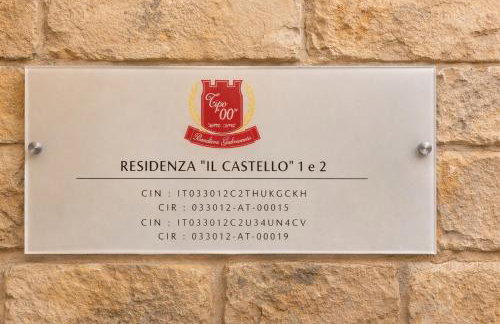 Tipo
"00"
RESIDENZA "IL CASTELLO" 1 e 2
CIN : IT033012C2THUKGCKH
CIR : 033012-AT-00015
CIN : IT033012C2U34UN4CV
CIR : 033012-AT-00019